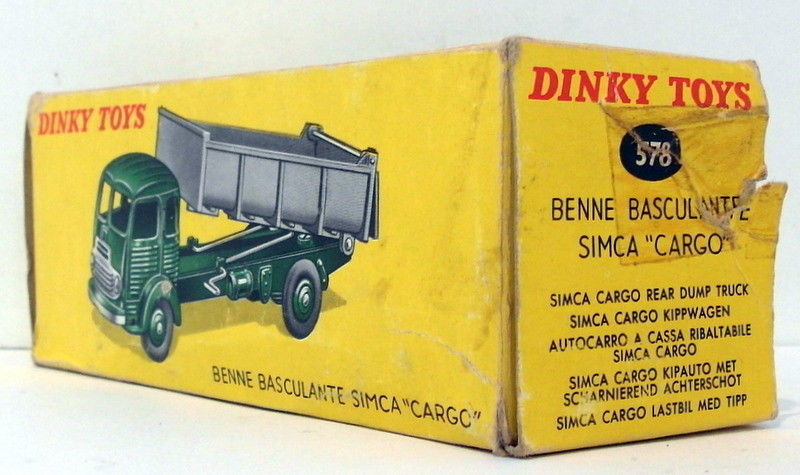 DINKY TOYS
BENNE BASCULANTE SIMCA "CARGO"
DINKY TOYS
578
BENNE BASCULANTE
SIMCA "CARGO"
SIMCA CARGO REAR DUMP TRUCK
SIMCA CARGO KIPPWAGEN
AUTOCARRO A CASSA RIBALTABILE
SIMCA CARGO
SIMCA CARGO KIPAUTO MET
SCHARNIEREND ACHTERSCHOT
SIMCA CARGO LASTBIL MED TIPP